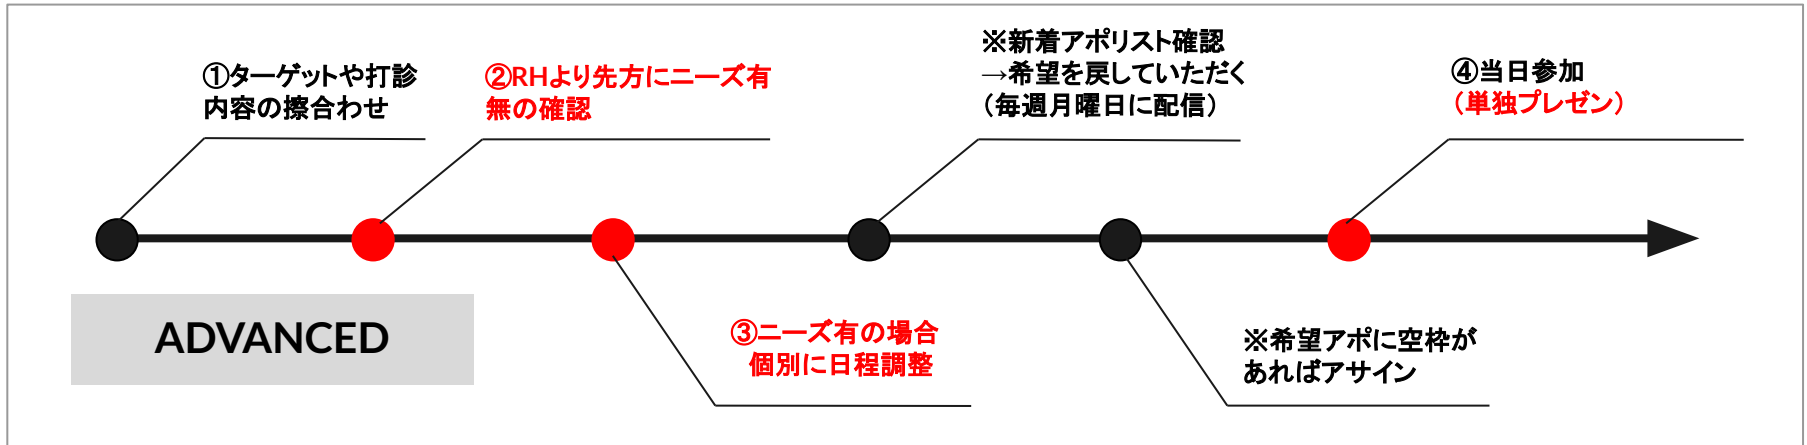 ①ターゲットや打診
内容の擦合わせ
②RHより先方にニーズ有
無の確認
※新着アポリスト確認
→希望を戻していただく
（毎週月曜日に配信）
④当日参加
（単独プレゼン）
ADVANCED
③ニーズ有の場合
個別に日程調整
※希望アポに空枠が
あればアサイン